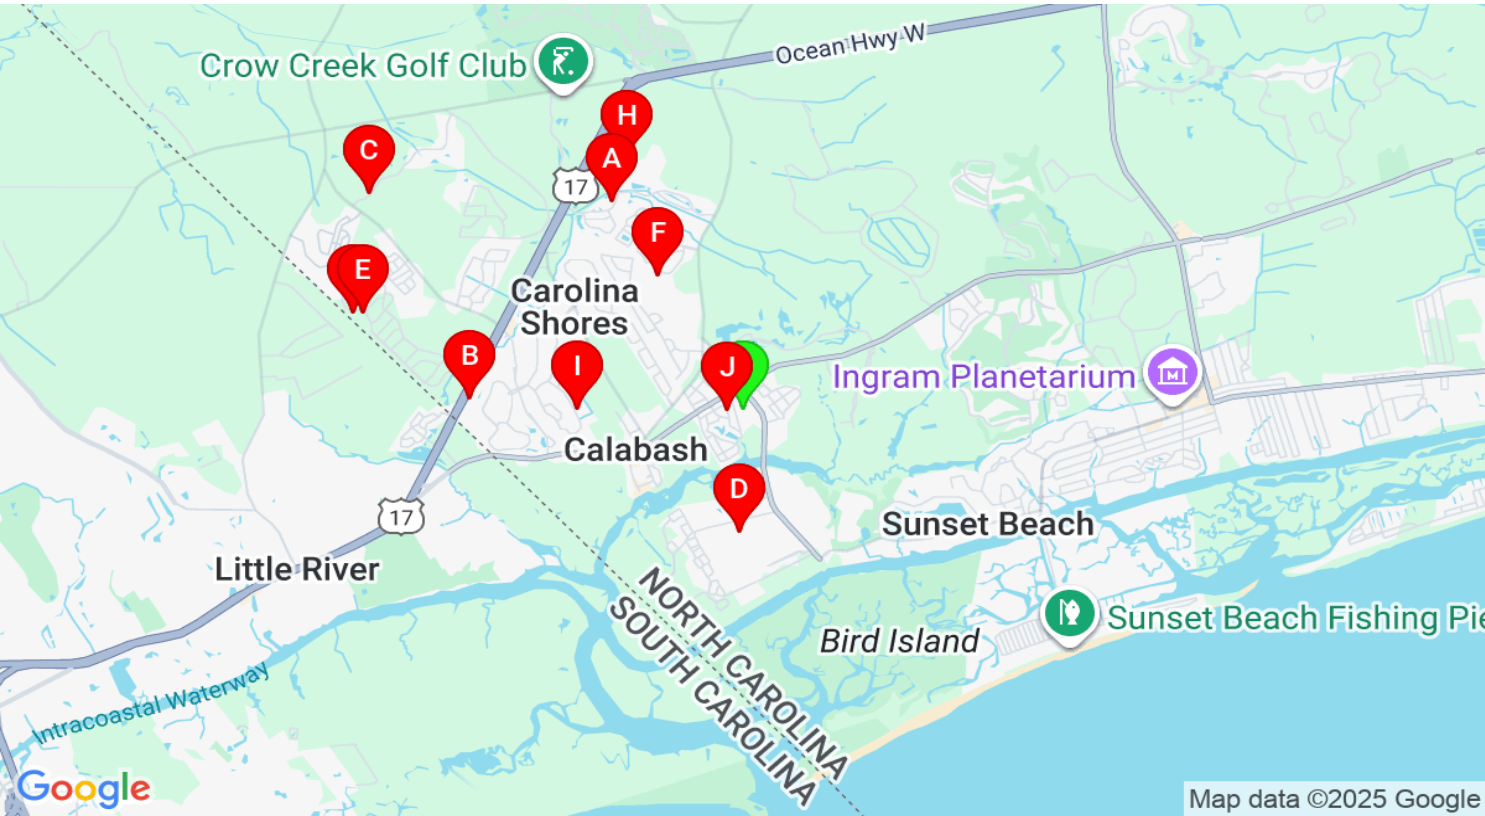 Ocean Hwy W
Crow Creek Golf Club
H
C
A
17
F
E
Carolina
Shores
B
I
J
Ingram Planetarium
M
Calabash
D
17
Sunset Beach
Little River
NORTH CAROLINA
SOUTH CAROLINA
Sunset Beach Fishing Pie
Bird Island
Intracoastal Waterway
Google
Map data ©2025 Google